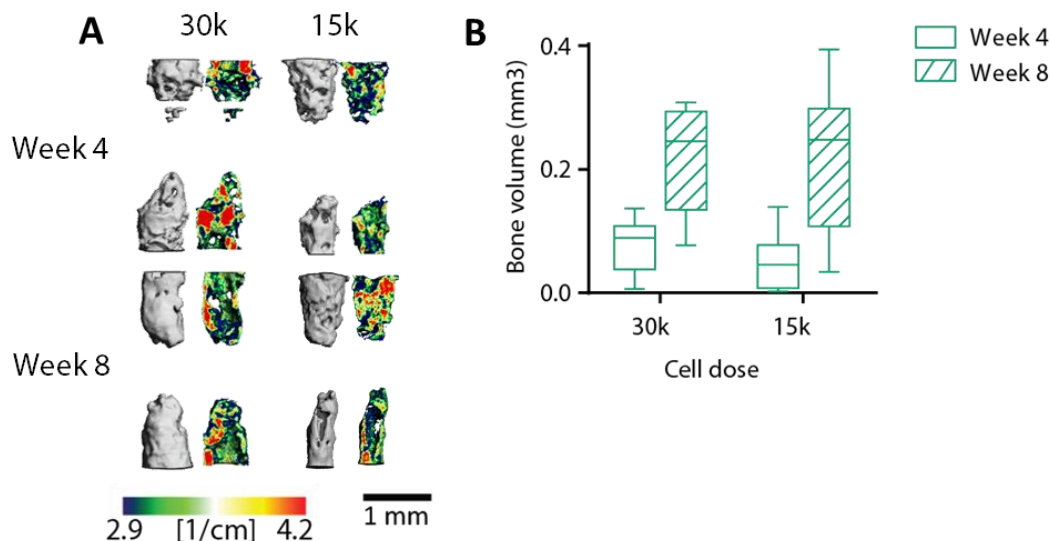 A
30k 15k
Week 4
Week 8
2.9 [1/cm] 4.2
1 mm
B
Bone volume (mm3)
0.4
0.2
0.0
30k 15k
Cell dose
Week 4
Week 8